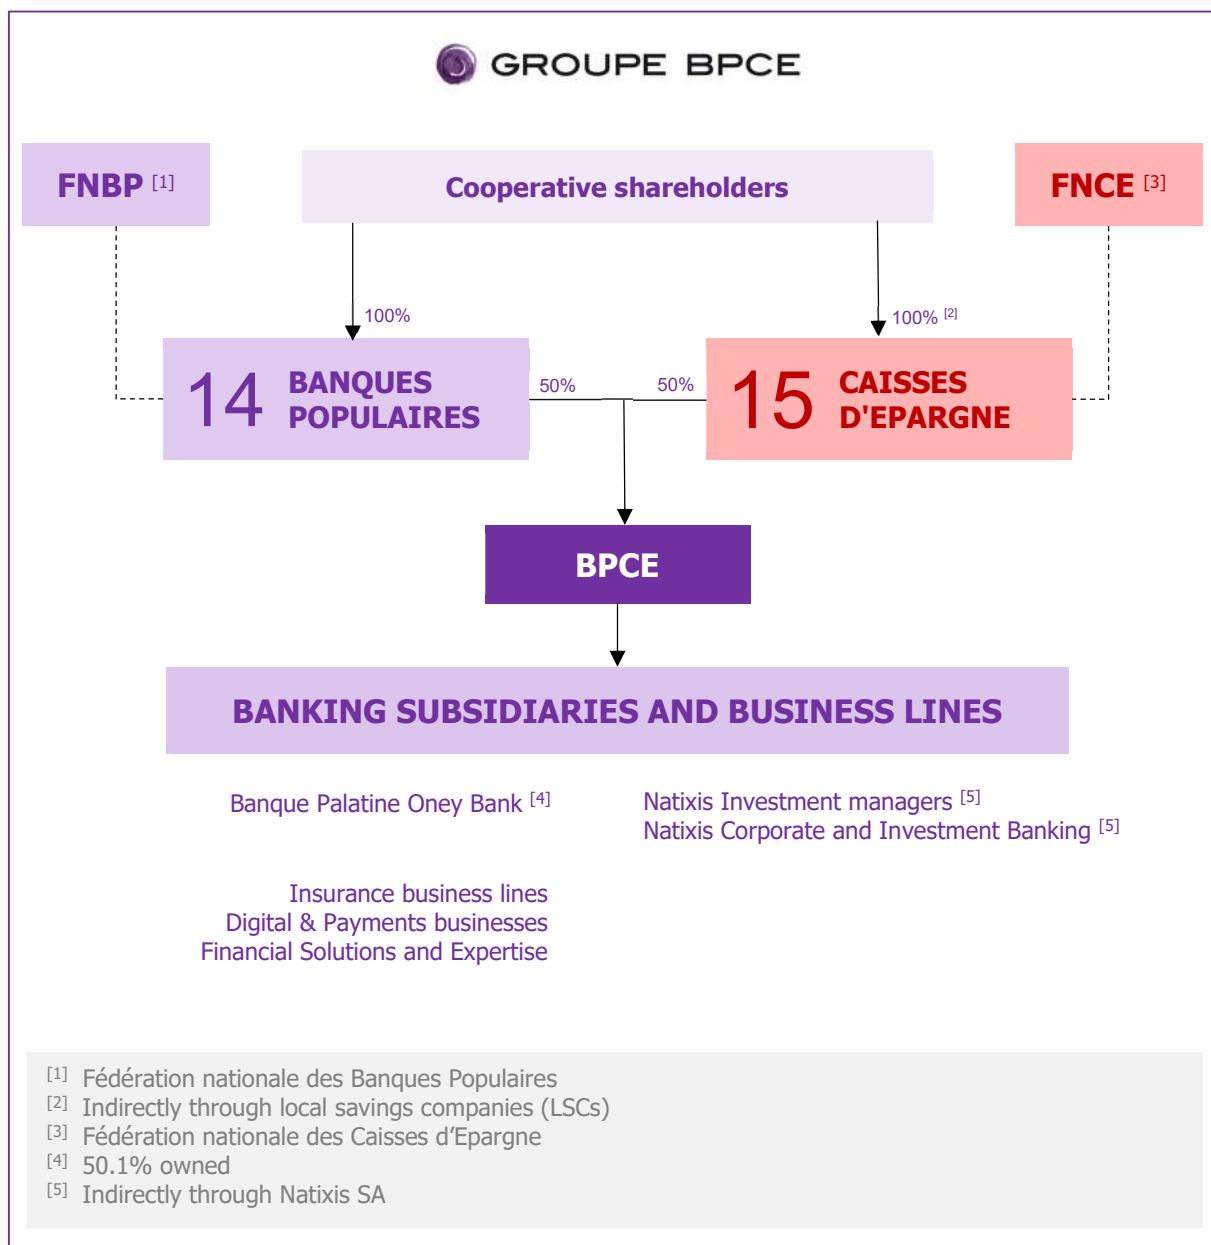 GROUPE BPCE
FNBP [1]
Cooperative shareholders
FNCE [3]
100%
100% [2]
14 BANQUES
POPULAIRES
50%
50%
15 CAISSES
D'EPARGNE
BPCE
BANKING SUBSIDIARIES AND BUSINESS LINES
Banque Palatine Oney Bank [4]
Natixis Investment managers [5]
Natixis Corporate and Investment Banking [5]
Insurance business lines
Digital & Payments businesses
Financial Solutions and Expertise
[1] Fédération nationale des Banques Populaires
[2] Indirectly through local savings companies (LSCs)
[3] Fédération nationale des Caisses d’Epargne
[4] 50.1% owned
[5] Indirectly through Natixis SA